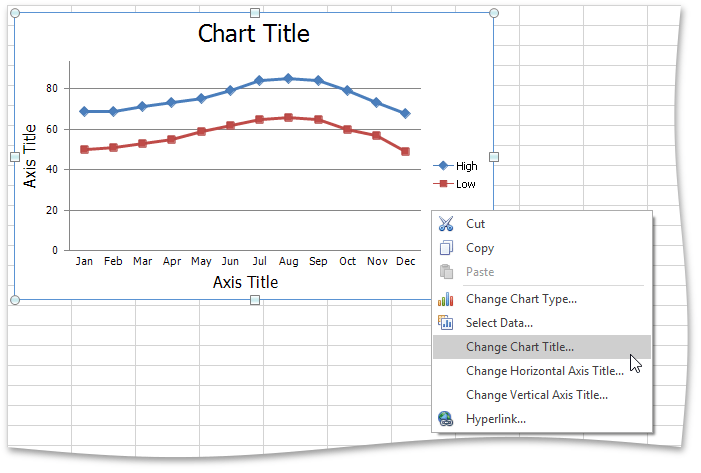 Chart Title
80
60
40
20
0
Axis Title
Jan Feb Mar Apr May Jun Jul Aug Sep Oct Nov Dec
Axis Title
High
Low
Cut
Copy
Paste
Change Chart Type...
Select Data...
Change Chart Title...
Change Horizontal Axis Title...
Change Vertical Axis Title...
Hyperlink...